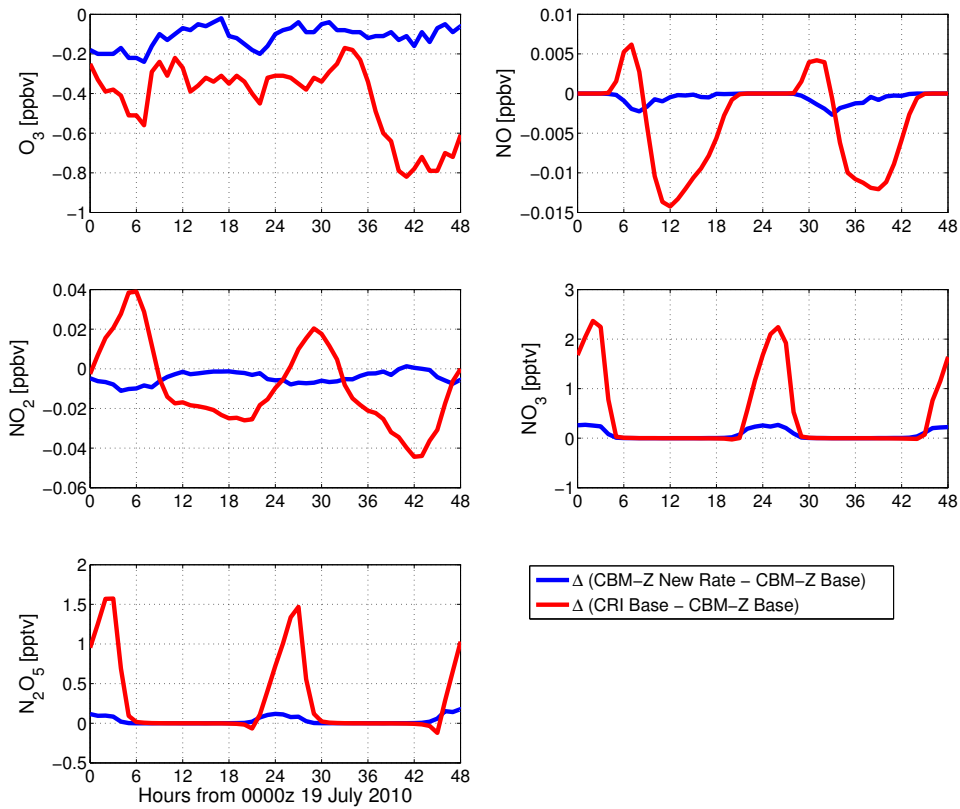 O3 [ppbv]
0
−0.2
−0.4
−0.6
−0.8
−1
0 6 12 18 24 30 36 42 48
NO [ppbv]
0.01
0.005
0
−0.005
−0.01
−0.015
0 6 12 18 24 30 36 42 48
NO2 [ppbv]
0.04
0.02
0
−0.02
−0.04
−0.06
0 6 12 18 24 30 36 42 48
NO3 [pptv]
3
2
1
0
−1
0 6 12 18 24 30 36 42 48
N2O5 [pptv]
2
1.5
1
0.5
0
−0.5
0 6 12 18 24 30 36 42 48
Hours from 0000z 19 July 2010
Δ (CBM−Z New Rate − CBM−Z Base)
Δ (CRI Base − CBM−Z Base)